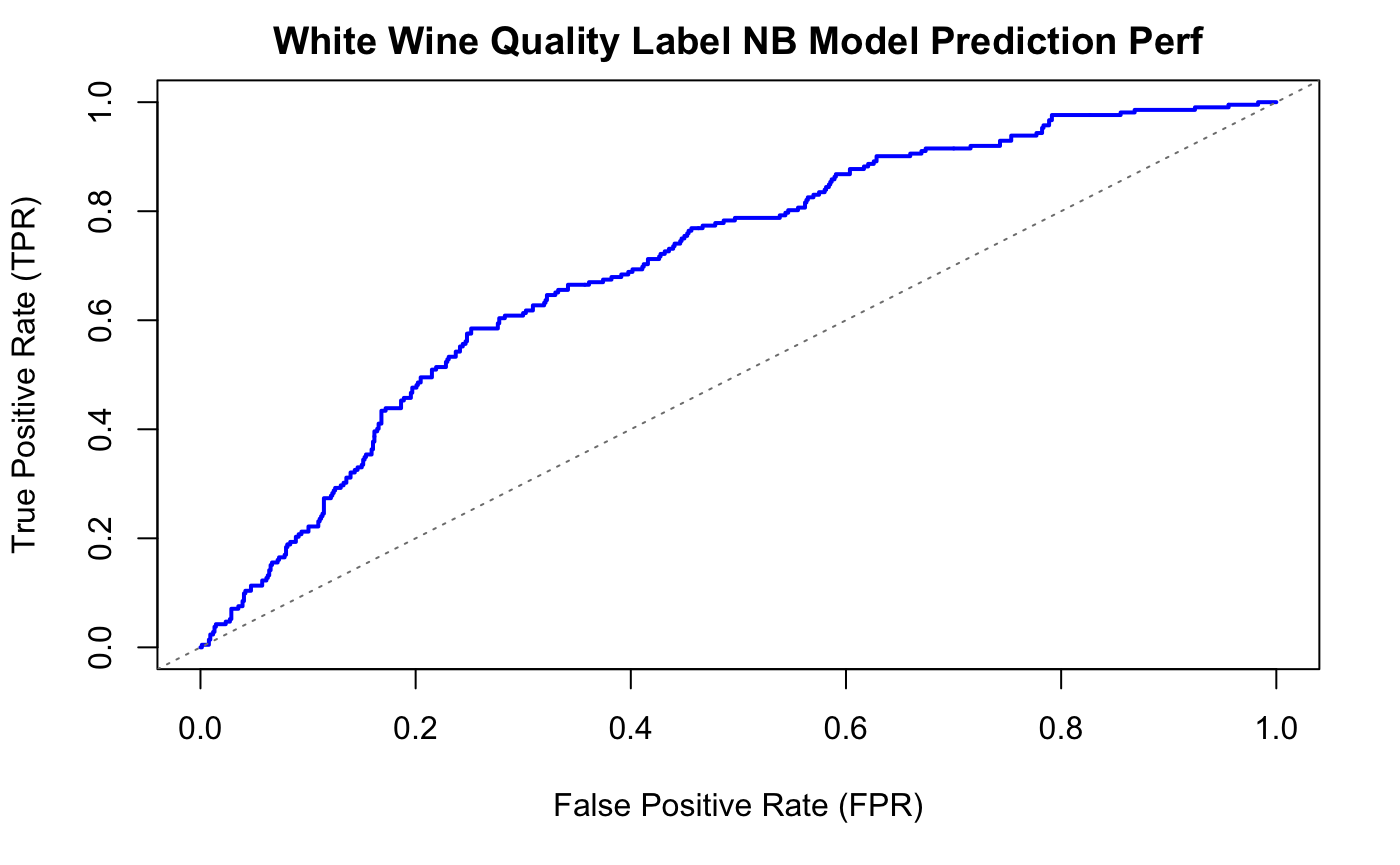 White Wine Quality Label NB Model Prediction Perf
True Positive Rate (TPR)
1.0
0.8
0.6
0.4
0.2
0.0
0.0 0.2 0.4 0.6 0.8 1.0
False Positive Rate (FPR)